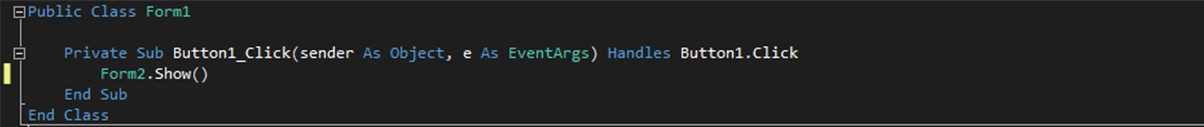 Public Class Form1
Private Sub Button1_Click(sender As Object, e As EventArgs) Handles Button1.Click
Form2.Show()
End Sub
End Class